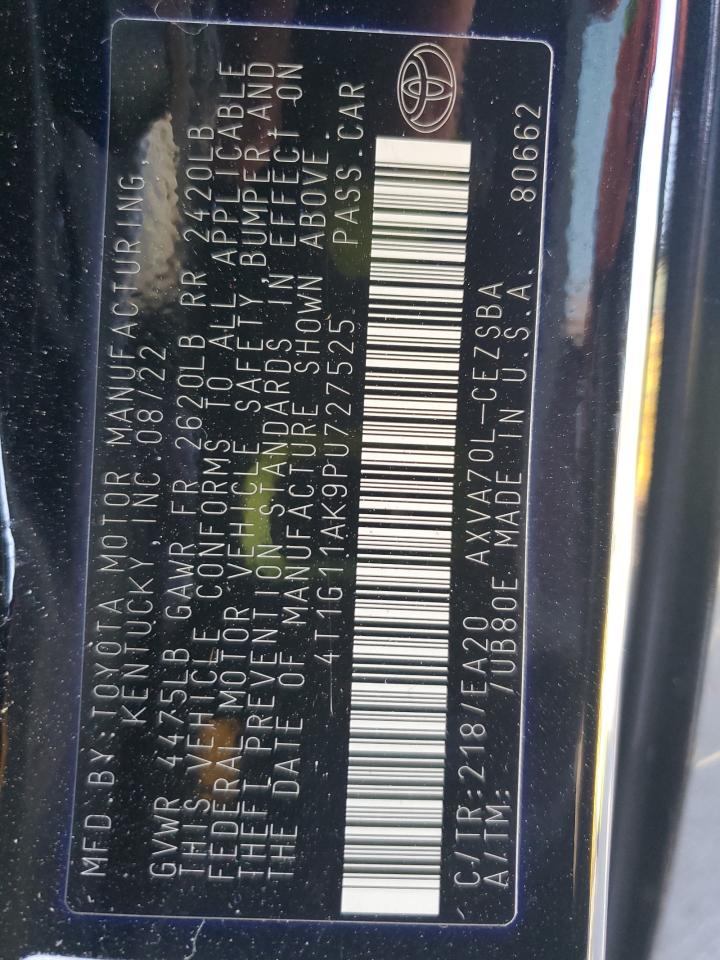 MFD.BY:TOYOTA MOTOR MANUFACTURING,
KENTUCKY, INC.08/22
GVWR 4475LB GAWR FR 2620LB RR 2420LB
THIS VEHICLE CONFORMS TO ALL APPLICABLE
FEDERAL MOTOR VEHICLE SAFETY, BUMPER, AND
THEFT PREVENTION STANDARDS IN EFFECT ON
THE DATE OF MANUFACTURE SHOWN ABOVE.
4T1G11AK9PU727525 PASS.CAR
C/TR:218/EA20 AXVA70L-CEZSBA 80662
A/TM: /UB80E MADE IN U.S.A.